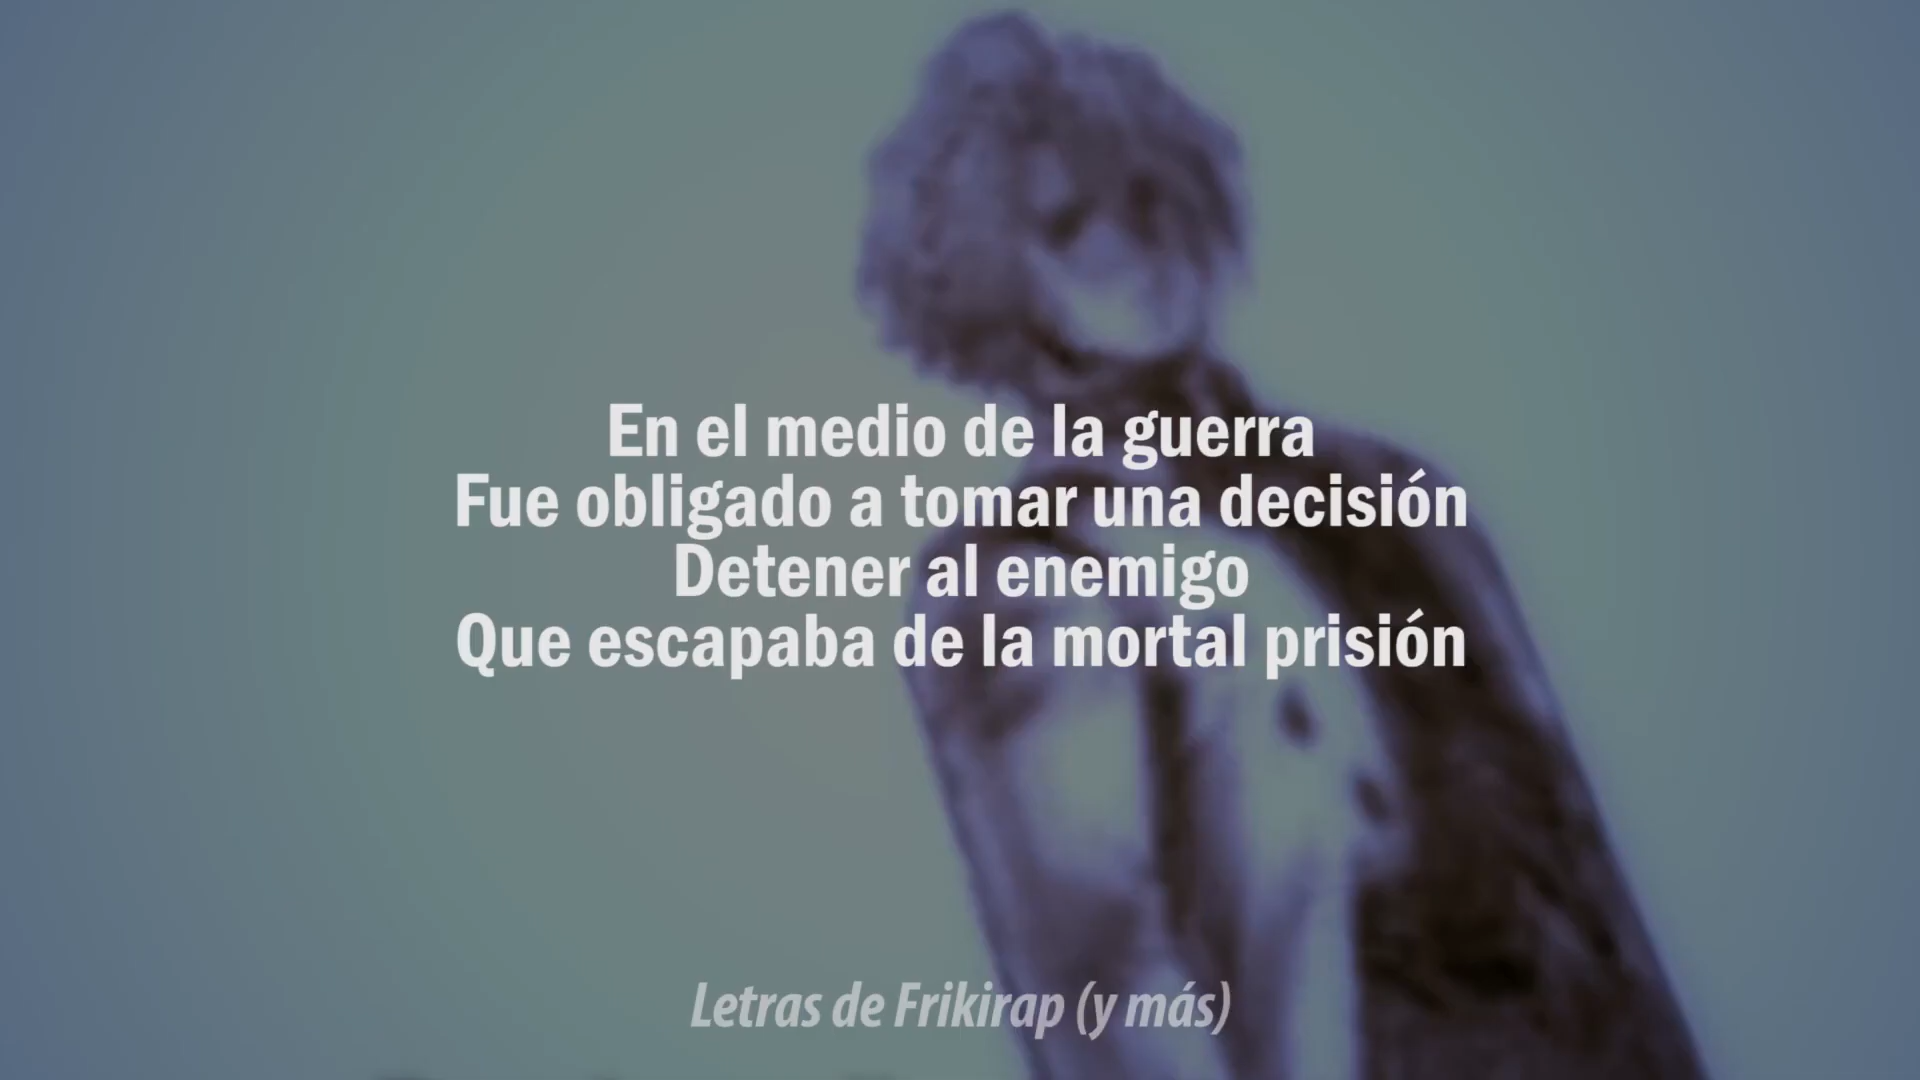 En el medio de la guerra
Fue obligado a tomar una decisión
Detener al enemigo
Que escapaba de la mortal prisión
Letras de Frikirap (y más)